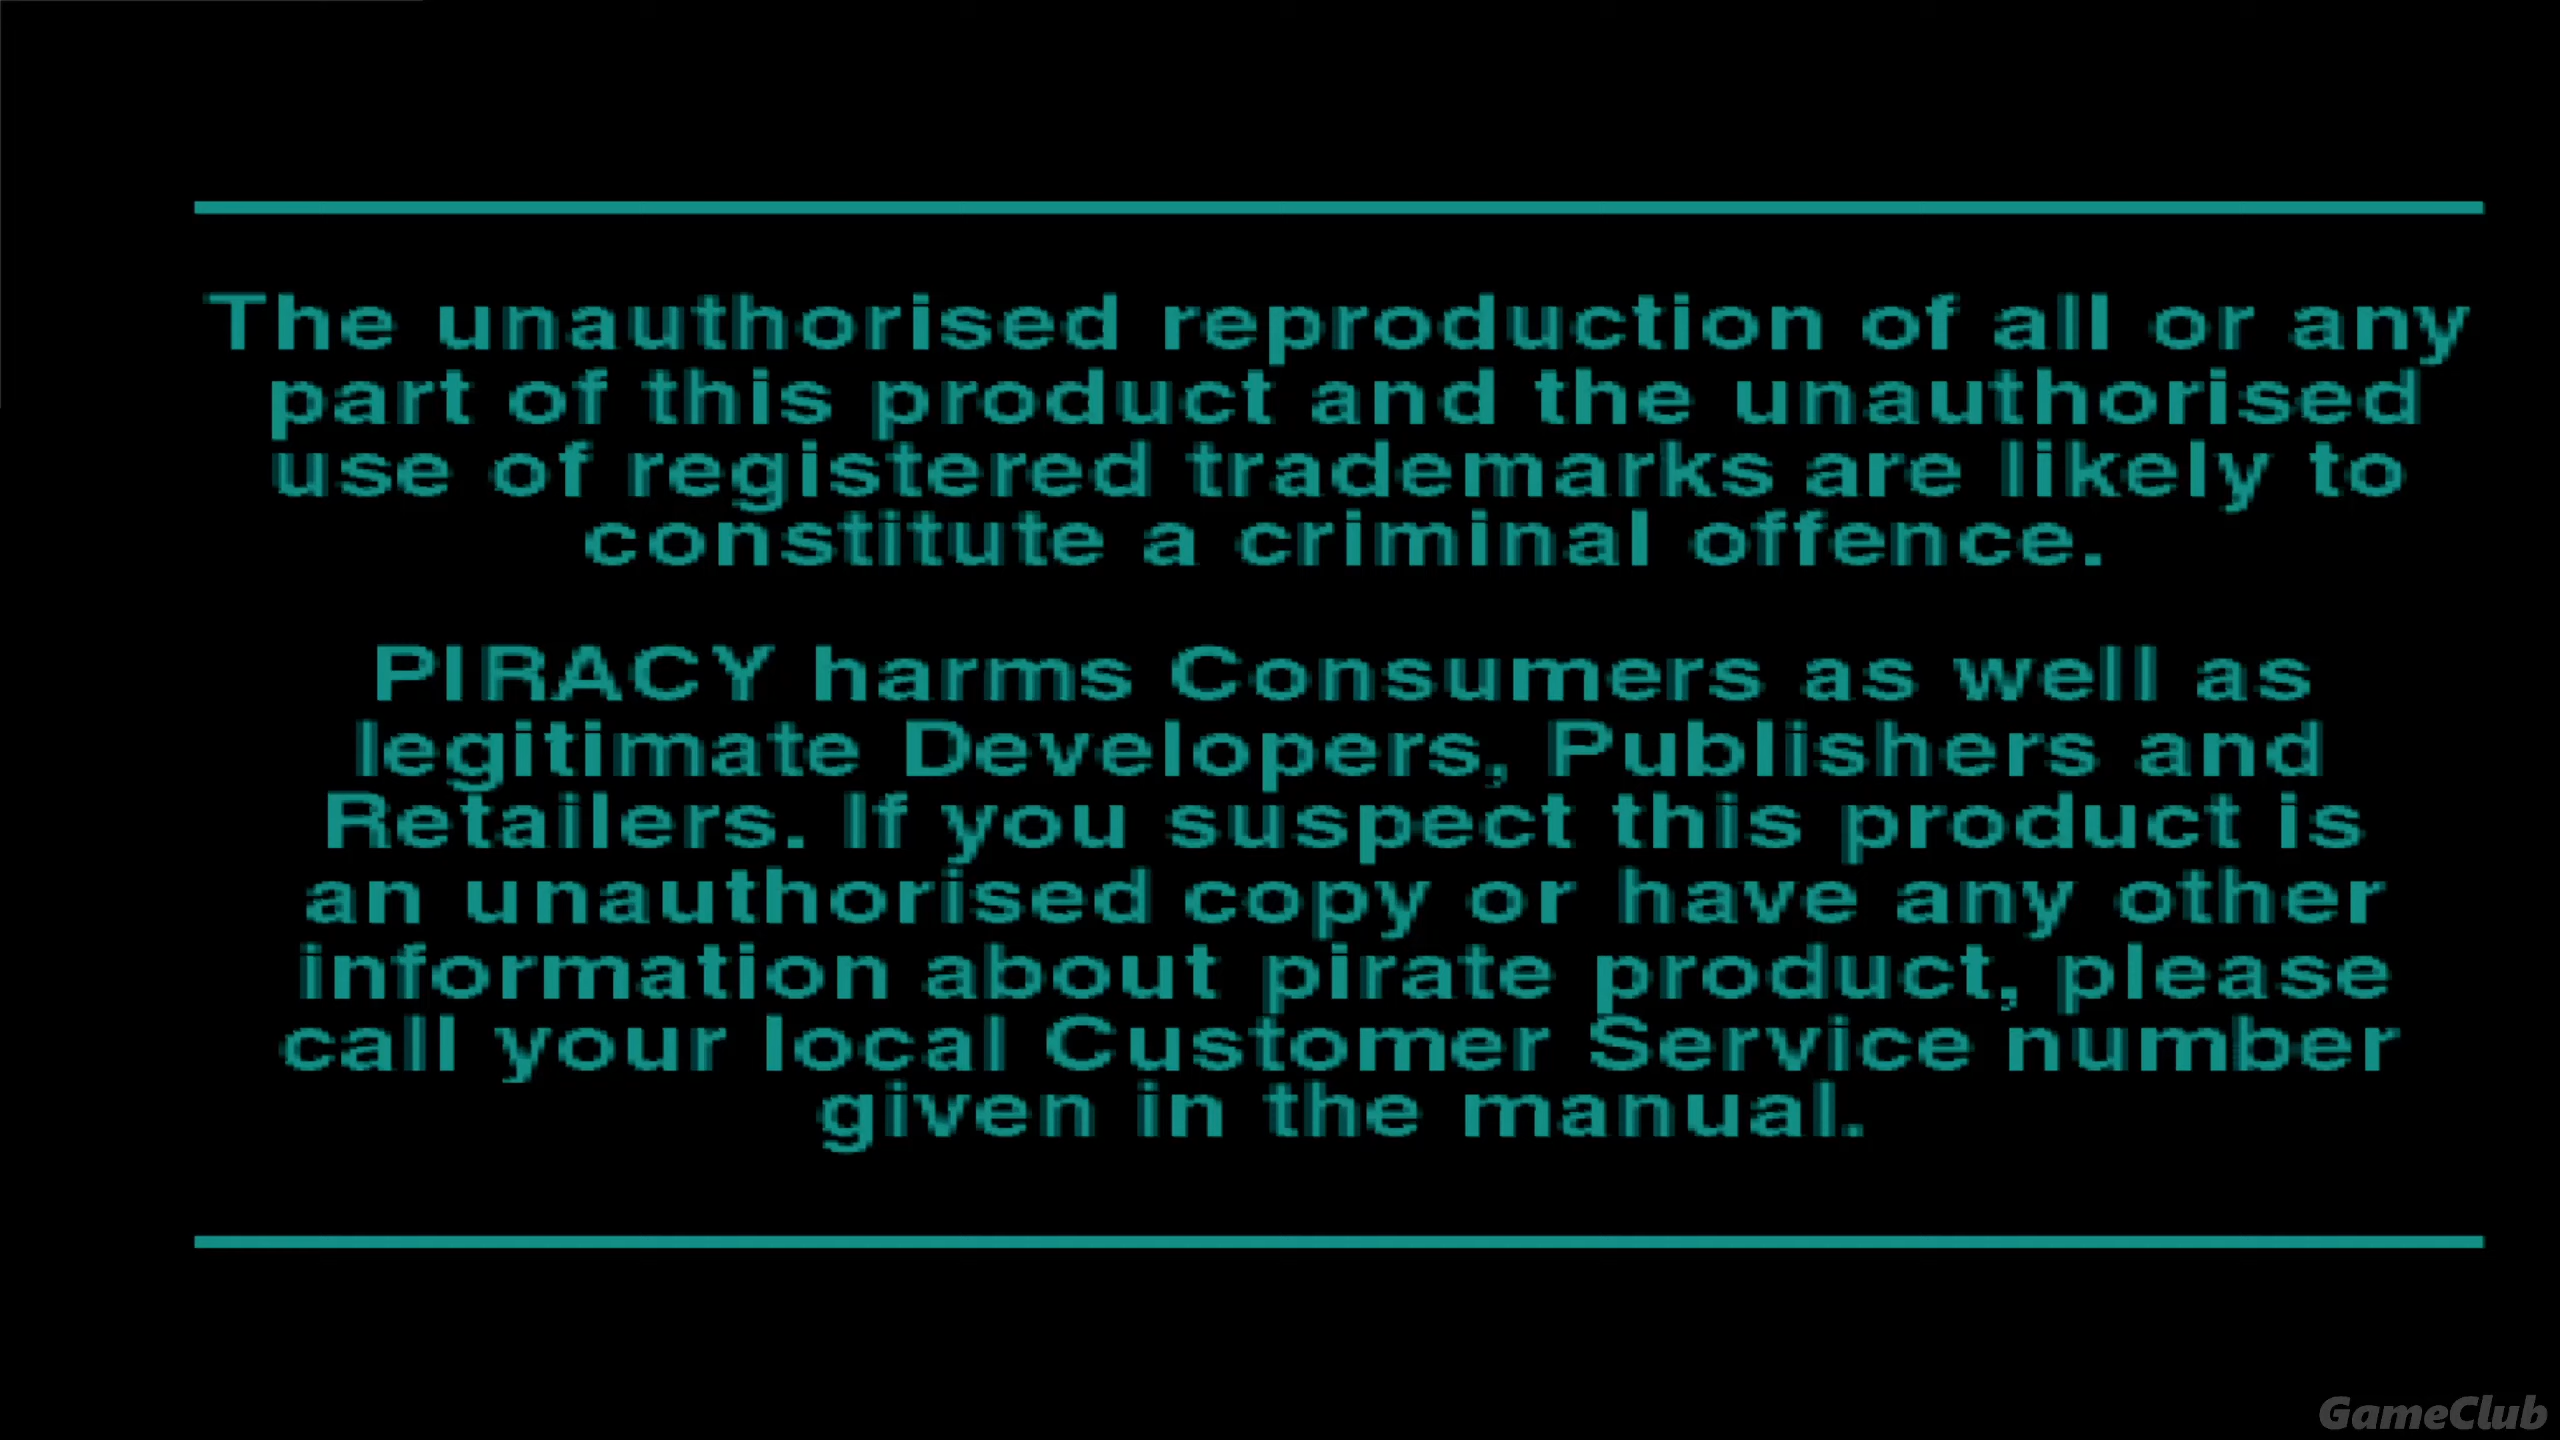 The unauthorised reproduction of all or any
part of this product and the unauthorised
use of registered trademarks are likely to
constitute a criminal offence.
PIRACY harms Consumers as well as
legitimate Developers, Publishers and
Retailers. If you suspect this product is
an unauthorised copy or have any other
information about pirate product, please
call your local Customer Service number
given in the manual.
GameClub